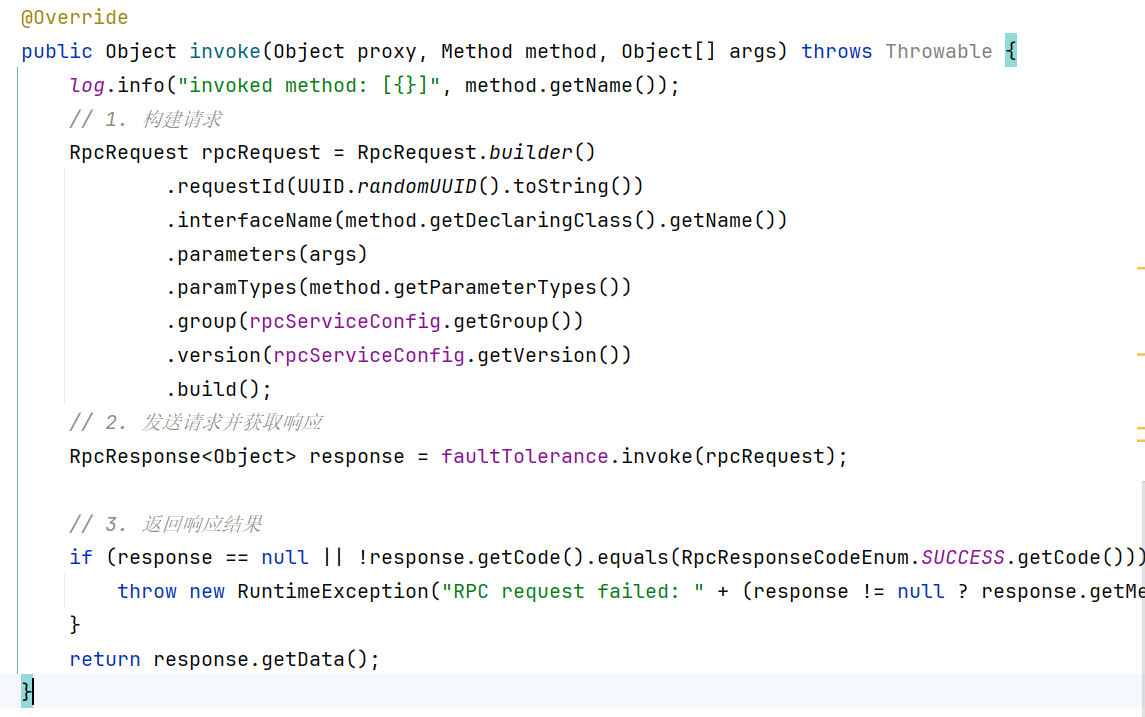 @Override
public Object invoke(Object proxy, Method method, Object[] args) throws Throwable {
log.info("invoked method: [{}]", method.getName());
// 1. 构建请求
RpcRequest rpcRequest = RpcRequest.builder()
.requestId(UUID.randomUUID().toString())
.interfaceName(method.getDeclaringClass().getName())
.parameters(args)
.paramTypes(method.getParameterTypes())
.group(rpcServiceConfig.getGroup())
.version(rpcServiceConfig.getVersion())
.build();
// 2. 发送请求并获取响应
RpcResponse<Object> response = faultTolerance.invoke(rpcRequest);
// 3. 返回响应结果
if (response == null || !response.getCode().equals(RpcResponseCodeEnum.SUCCESS.getCode()))
throw new RuntimeException("RPC request failed: " + (response != null ? response.getMe
}
return response.getData();
}